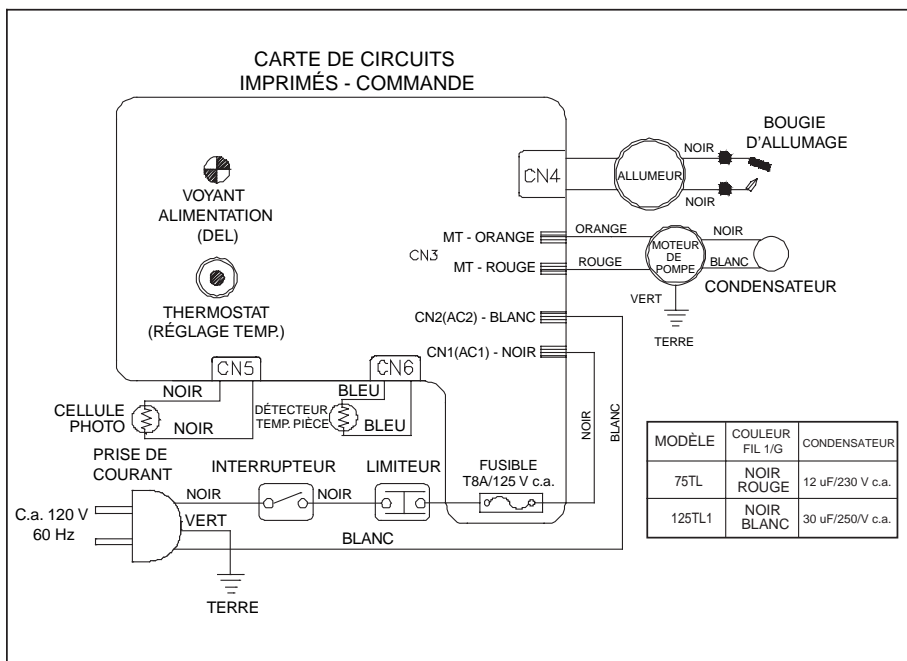 CARTE DE CIRCUITS
IMPRIMÉS - COMMANDE
VOYANT
ALIMENTATION
(DEL)
THERMOSTAT
(RÉGLAGE TEMP.)
CN4
ALLUMEUR
NOIR
NOIR
BOUGIE
D'ALLUMAGE
CN3
MT - ORANGE
ORANGE
MT - ROUGE
ROUGE
MOTEUR
DE
POMPE
NOIR
BLANC
CONDENSATEUR
VERT
TERRE
CN2(AC2) - BLANC
CN1(AC1) - NOIR
NOIR
BLANC
CN5
NOIR
NOIR
CELLULE
PHOTO
CN6
BLEU
BLEU
DÉTECTEUR
TEMP. PIÈCE
PRISE DE
COURANT
C.a. 120 V
60 Hz
NOIR
VERT
BLANC
TERRE
INTERRUPTEUR
NOIR
LIMITEUR
FUSIBLE
T8A/125 V c.a.
MODÈLE
COULEUR
FIL 1/G
CONDENSATEUR
75TL
NOIR
ROUGE
12 uF/230 V c.a.
125TL1
NOIR
BLANC
30 uF/250/V c.a.